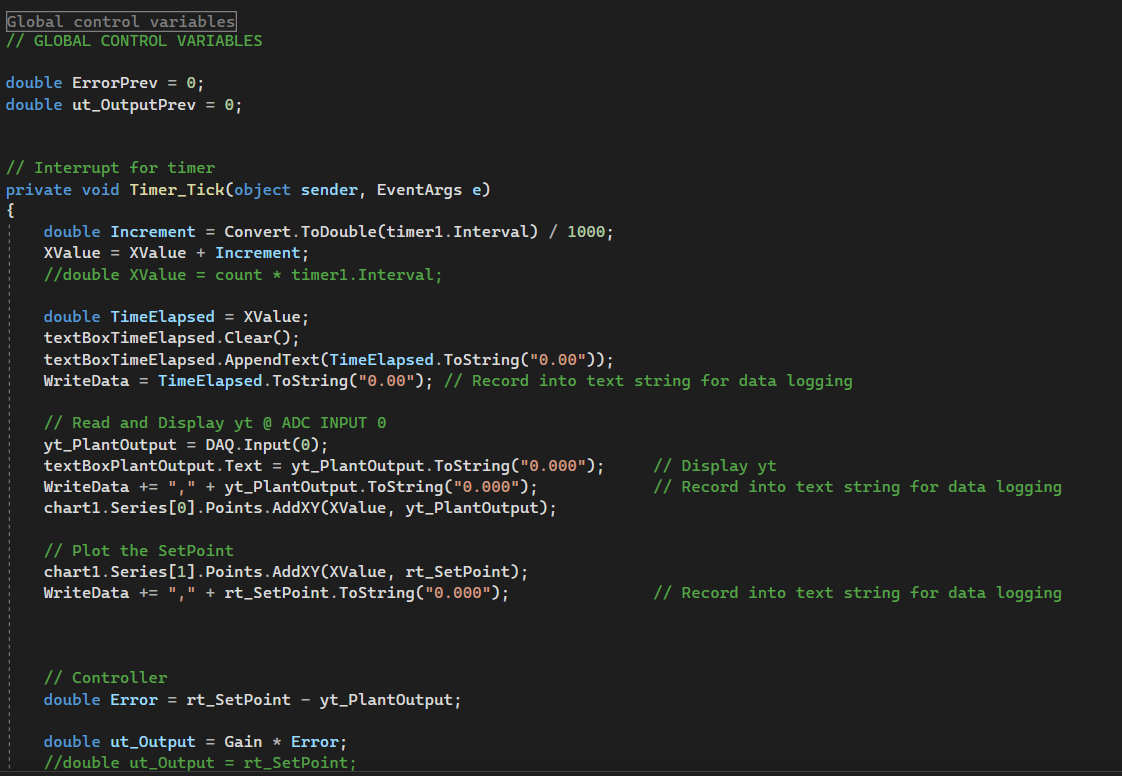 Global control variables
// GLOBAL CONTROL VARIABLES
double ErrorPrev = 0;
double ut_OutputPrev = 0;
// Interrupt for timer
private void Timer_Tick(object sender, EventArgs e)
{
double Increment = Convert.ToDouble(timer1.Interval) / 1000;
XValue = XValue + Increment;
//double XValue = count * timer1.Interval;
double TimeElapsed = XValue;
textBoxTimeElapsed.Clear();
textBoxTimeElapsed.AppendText(TimeElapsed.ToString("0.00"));
WriteData = TimeElapsed.ToString("0.00"); // Record into text string for data logging
// Read and Display yt @ ADC INPUT 0
yt_PlantOutput = DAQ.Input(0);
textBoxPlantOutput.Text = yt_PlantOutput.ToString("0.000"); // Display yt
WriteData += "," + yt_PlantOutput.ToString("0.000"); // Record into text string for data logging
chart1.Series[0].Points.AddXY(XValue, yt_PlantOutput);
// Plot the SetPoint
chart1.Series[1].Points.AddXY(XValue, rt_SetPoint);
WriteData += "," + rt_SetPoint.ToString("0.000"); // Record into text string for data logging
// Controller
double Error = rt_SetPoint - yt_PlantOutput;
double ut_Output = Gain * Error;
//double ut_Output = rt_SetPoint;